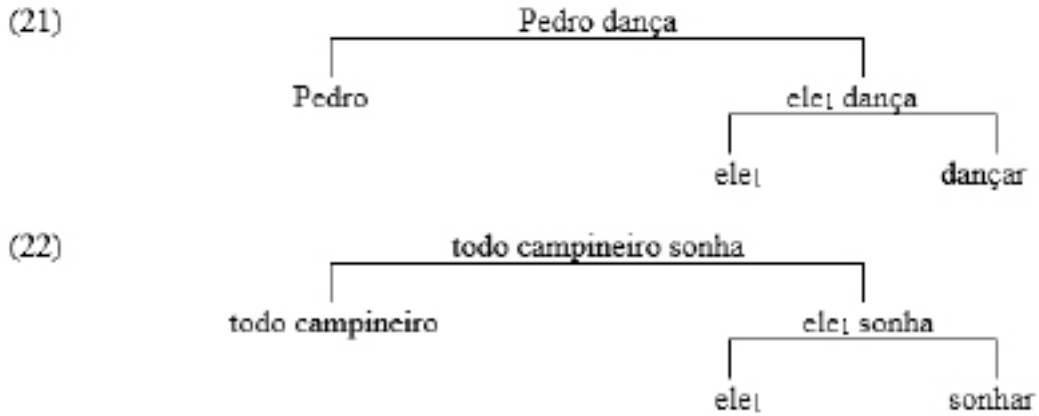 (21) Pedro dança
Pedro ele₁ dança
ele₁ dançar
(22) todo campineiro sonha
todo campineiro ele₁ sonha
ele₁ sonhar